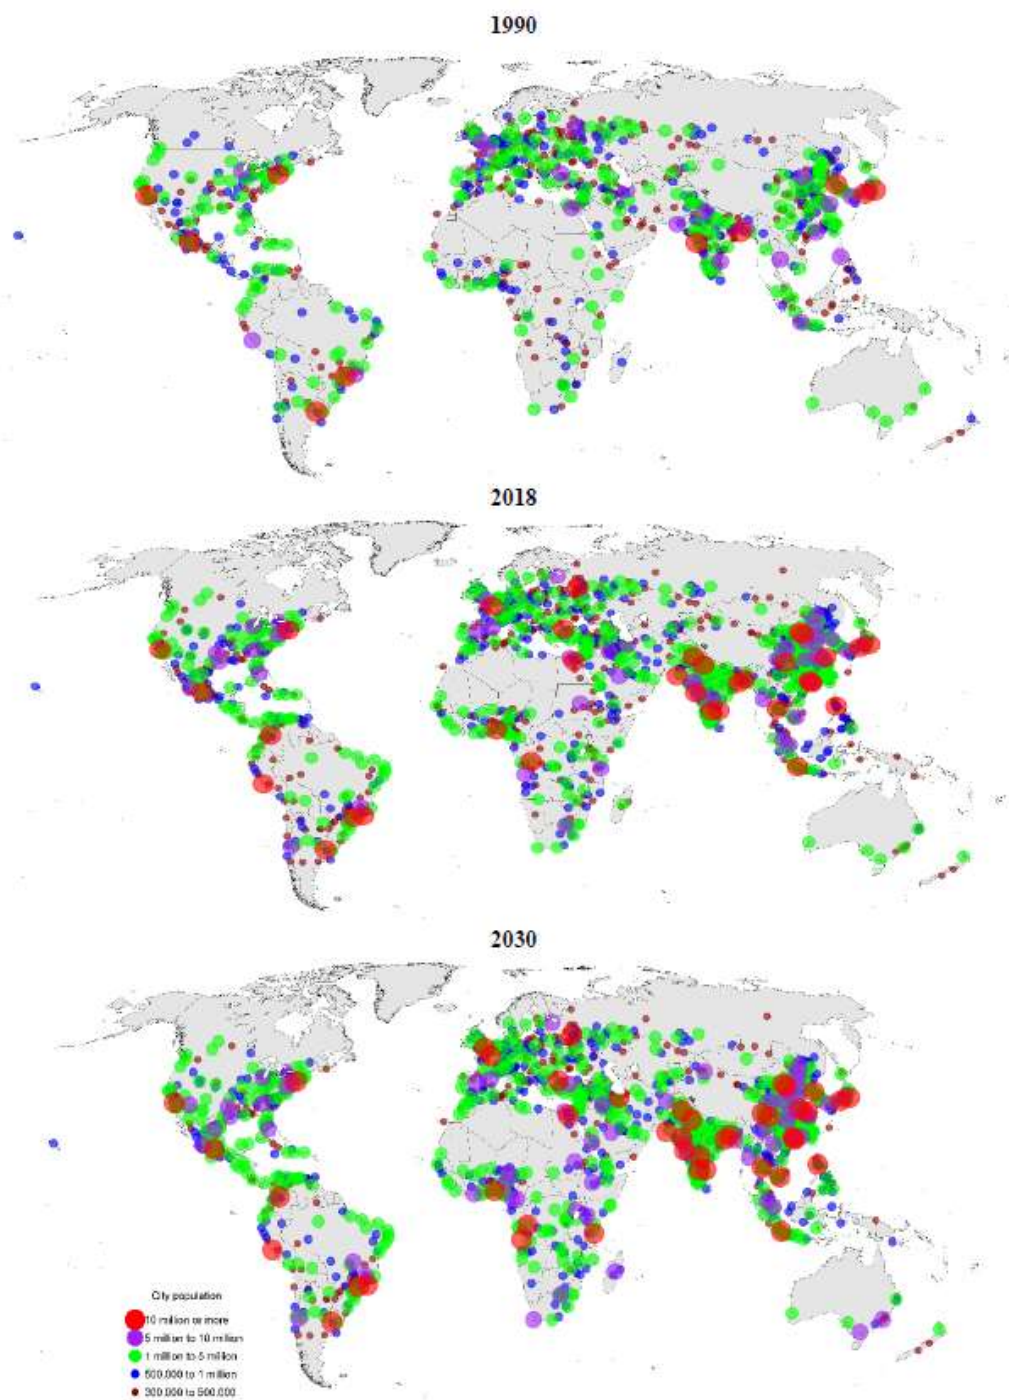 1990
2018
2030
City population
10 million or more
5 million to 10 million
1 million to 5 million
500,000 to 1 million
300,000 to 500,000